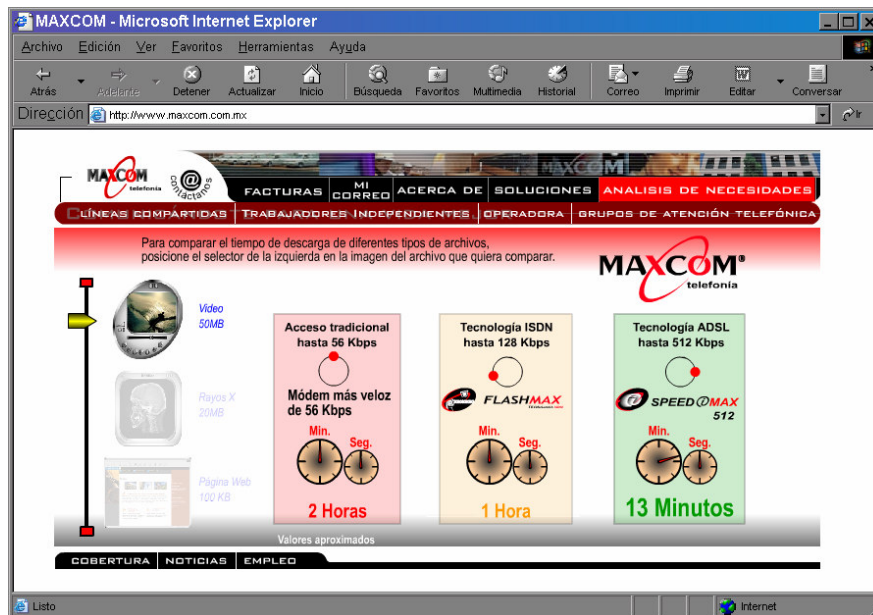 MAXCOM - Microsoft Internet Explorer
Archivo Edición Ver Favoritos Herramientas Ayuda
Atrás Adelante Detener Actualizar Inicio Búsqueda Favoritos Multimedia Historial Correo Imprimir Editar Conversar
Dirección http://www.maxcom.com.mx Ir
MAXCOM
telefonía
@
contáctanos
MAXCOM
FACTURAS MI CORREO ACERCA DE SOLUCIONES ANALISIS DE NECESIDADES
LÍNEAS COMPARTIDAS TRABAJADORES INDEPENDIENTES OPERADORA GRUPOS DE ATENCIÓN TELEFÓNICA
Para comparar el tiempo de descarga de diferentes tipos de archivos,
posicione el selector de la izquierda en la imagen del archivo que quiera comparar.
MAXCOM®
telefonía
Video
50MB
Rayos X
20MB
Página Web
100 KB
Acceso tradicional
hasta 56 Kbps
Módem más veloz
de 56 Kbps
Min.
Seg.
2 Horas
Tecnología ISDN
hasta 128 Kbps
FLASHMAX
Min.
Seg.
1 Hora
Tecnología ADSL
hasta 512 Kbps
SPEED@MAX
512
Min.
Seg.
13 Minutos
Valores aproximados
COBERTURA NOTICIAS EMPLEO
Listo Internet